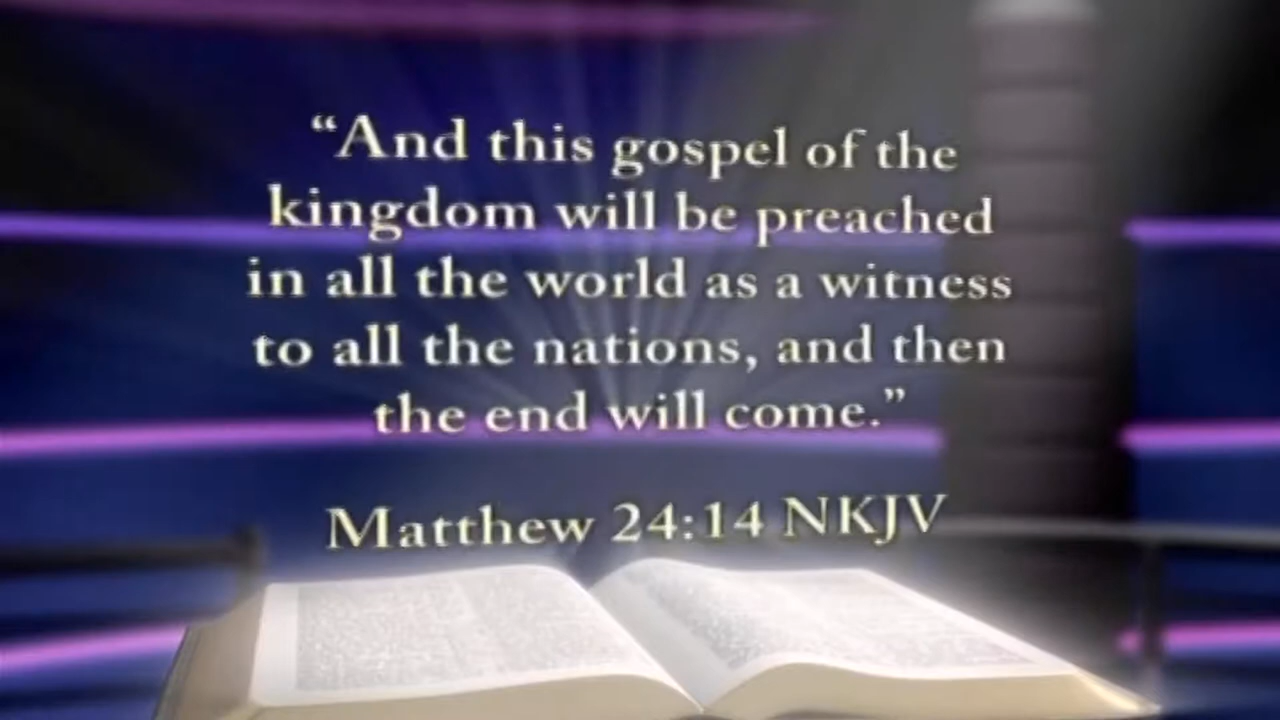 “And this gospel of the
kingdom will be preached
in all the world as a witness
to all the nations, and then
the end will come.”
Matthew 24:14 NKJV